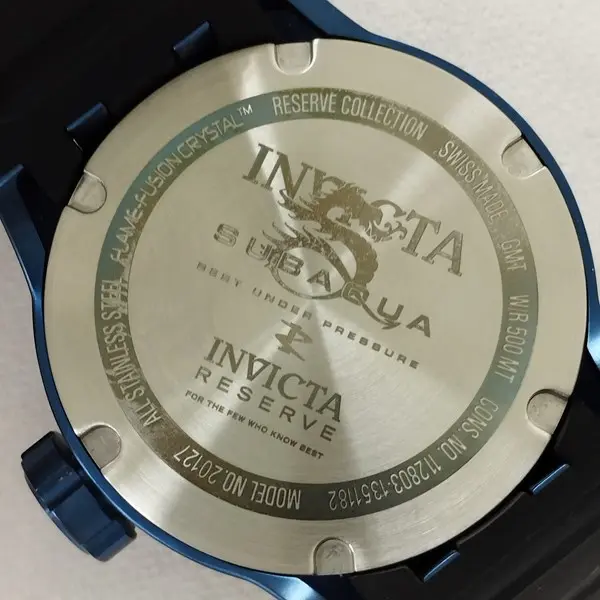 RESERVE COLLECTION
SWISS MADE
GMT
WR 500 MT
CONS. NO. 112803-1351182
MODEL NO. 20127
ALL STAINLESS STEEL
FLAME-FUSION CRYSTAL™
INVICTA
SUBAQUA
BEST UNDER PRESSURE
INVICTA
RESERVE
FOR THE FEW WHO KNOW BEST